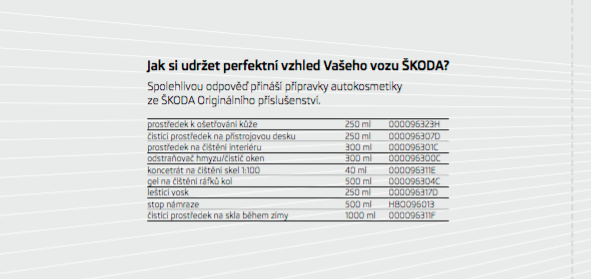 Jak si udržet perfektní vzhled Vašeho vozu ŠKODA?
Spolehlivou odpověď přináší přípravky autokosmetiky
ze ŠKODA Originálního příslušenství.
prostředek k ošetřování kůže 250 ml 000096323H
čisticí prostředek na přístrojovou desku 250 ml 000096307D
prostředek na čištění interiéru 300 ml 000096301C
odstraňovač hmyzu/čistič oken 300 ml 000096300C
koncetrát na čištění skel 1:100 40 ml 000096311E
gel na čištění ráfků kol 500 ml 000096304C
leštící vosk 250 ml 000096317D
stop námraze 500 ml HBO096013
čisticí prostředek na skla během zimy 1000 ml 000096311F